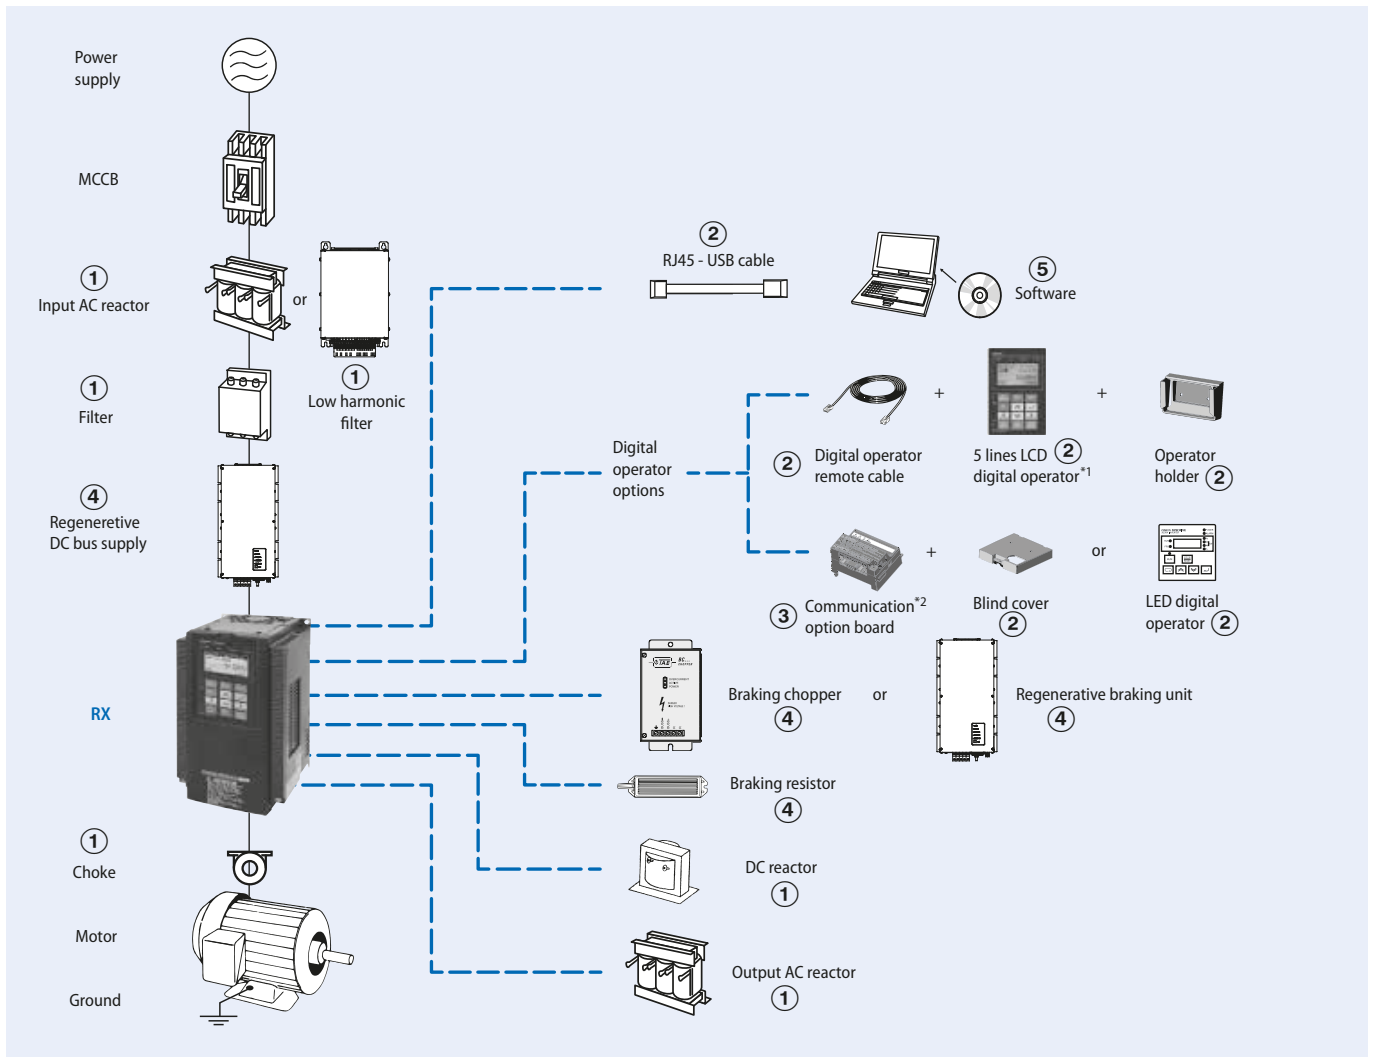 Power
supply
MCCB
1
Input AC reactor
or
1
Low harmonic
filter
1
Filter
4
Regeneretive
DC bus supply
RX
1
Choke
Motor
Ground
2
RJ45 - USB cable
5
Software
Digital
operator
options
+
+
2 Digital operator
remote cable
5 lines LCD 2
digital operator*1
Operator
holder 2
+
or
3 Communication*2
option board
Blind cover
2
LED digital
operator 2
Braking chopper
4
or
Regenerative braking unit
4
Braking resistor
4
DC reactor
1
Output AC reactor
1